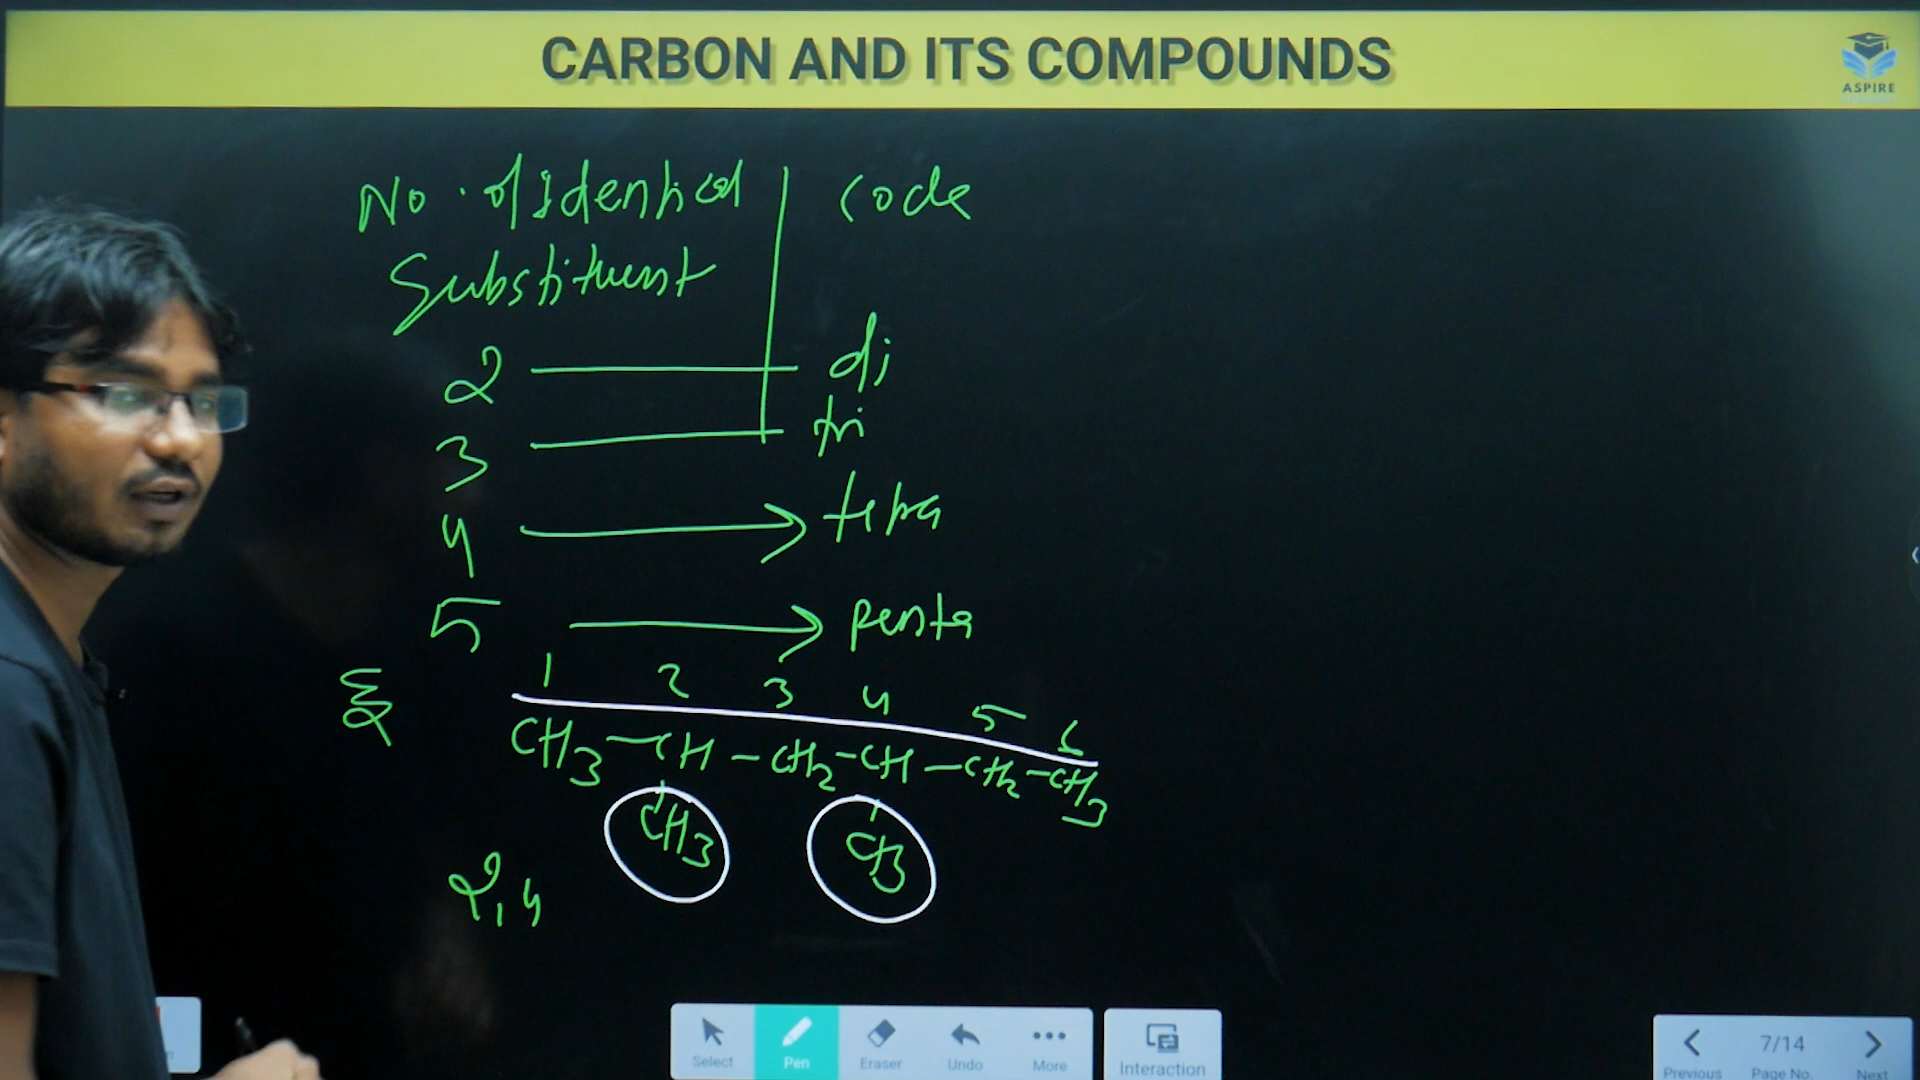 CARBON AND ITS COMPOUNDS
ASPIRE
No. of Identical | code
Substituent
2 di
3 tri
4 tetra
5 penta
1 2 3 4 5 6
CH3-CH-CH2-CH-CH2-CH3
CH3 CH3
2,4
Select Pen Eraser Undo More Interaction
Previous 7/14 Page No. Next